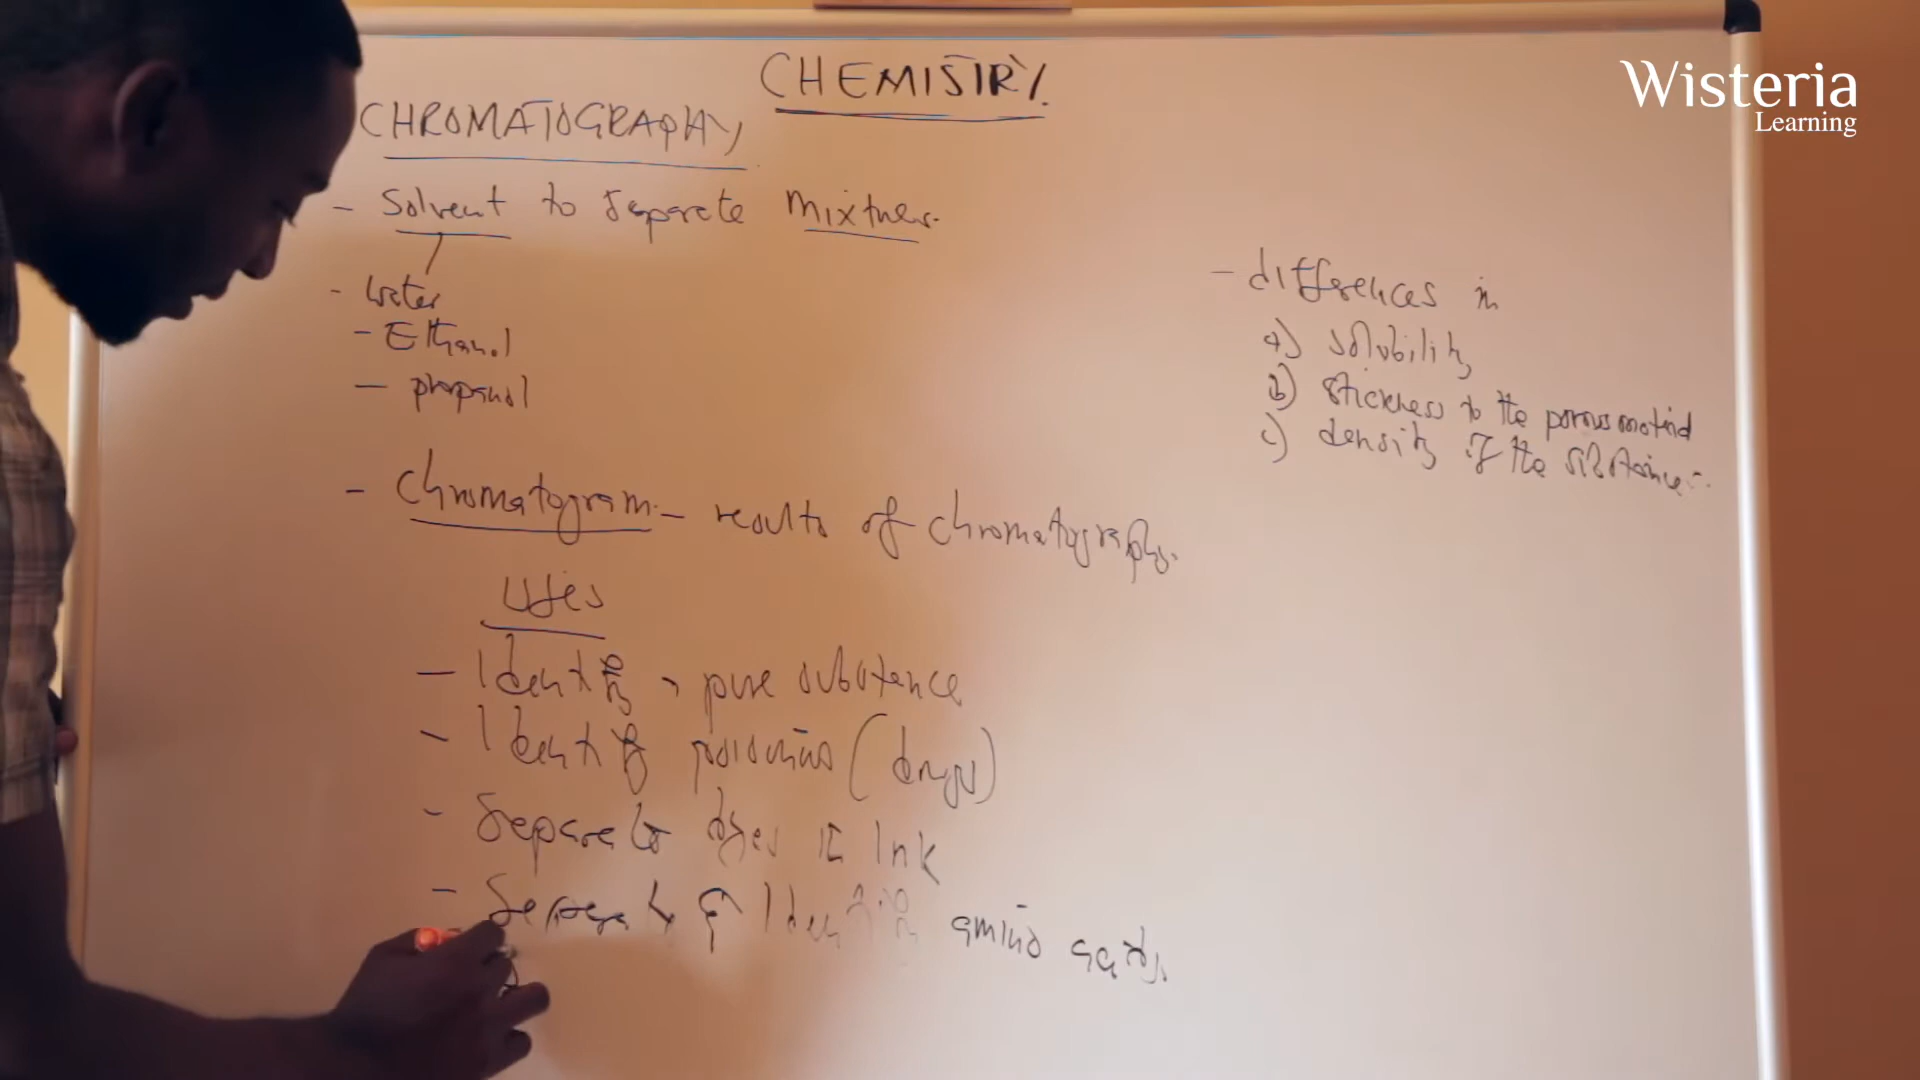 CHEMISTRY.
Wisteria
Learning
CHROMATOGRAPHY
- Solvent to separate mixtures.
- Water
- Ethanol
- propanol
- differences in
a) solubility
b) stickness to the porous material
c) density of the substance.
- Chromatogram - results of chromatography.
Uses
- Identify pure substance
- Identify poisonius (drugs)
- Separate dyes in Ink
- Separate & Identify amino acids.